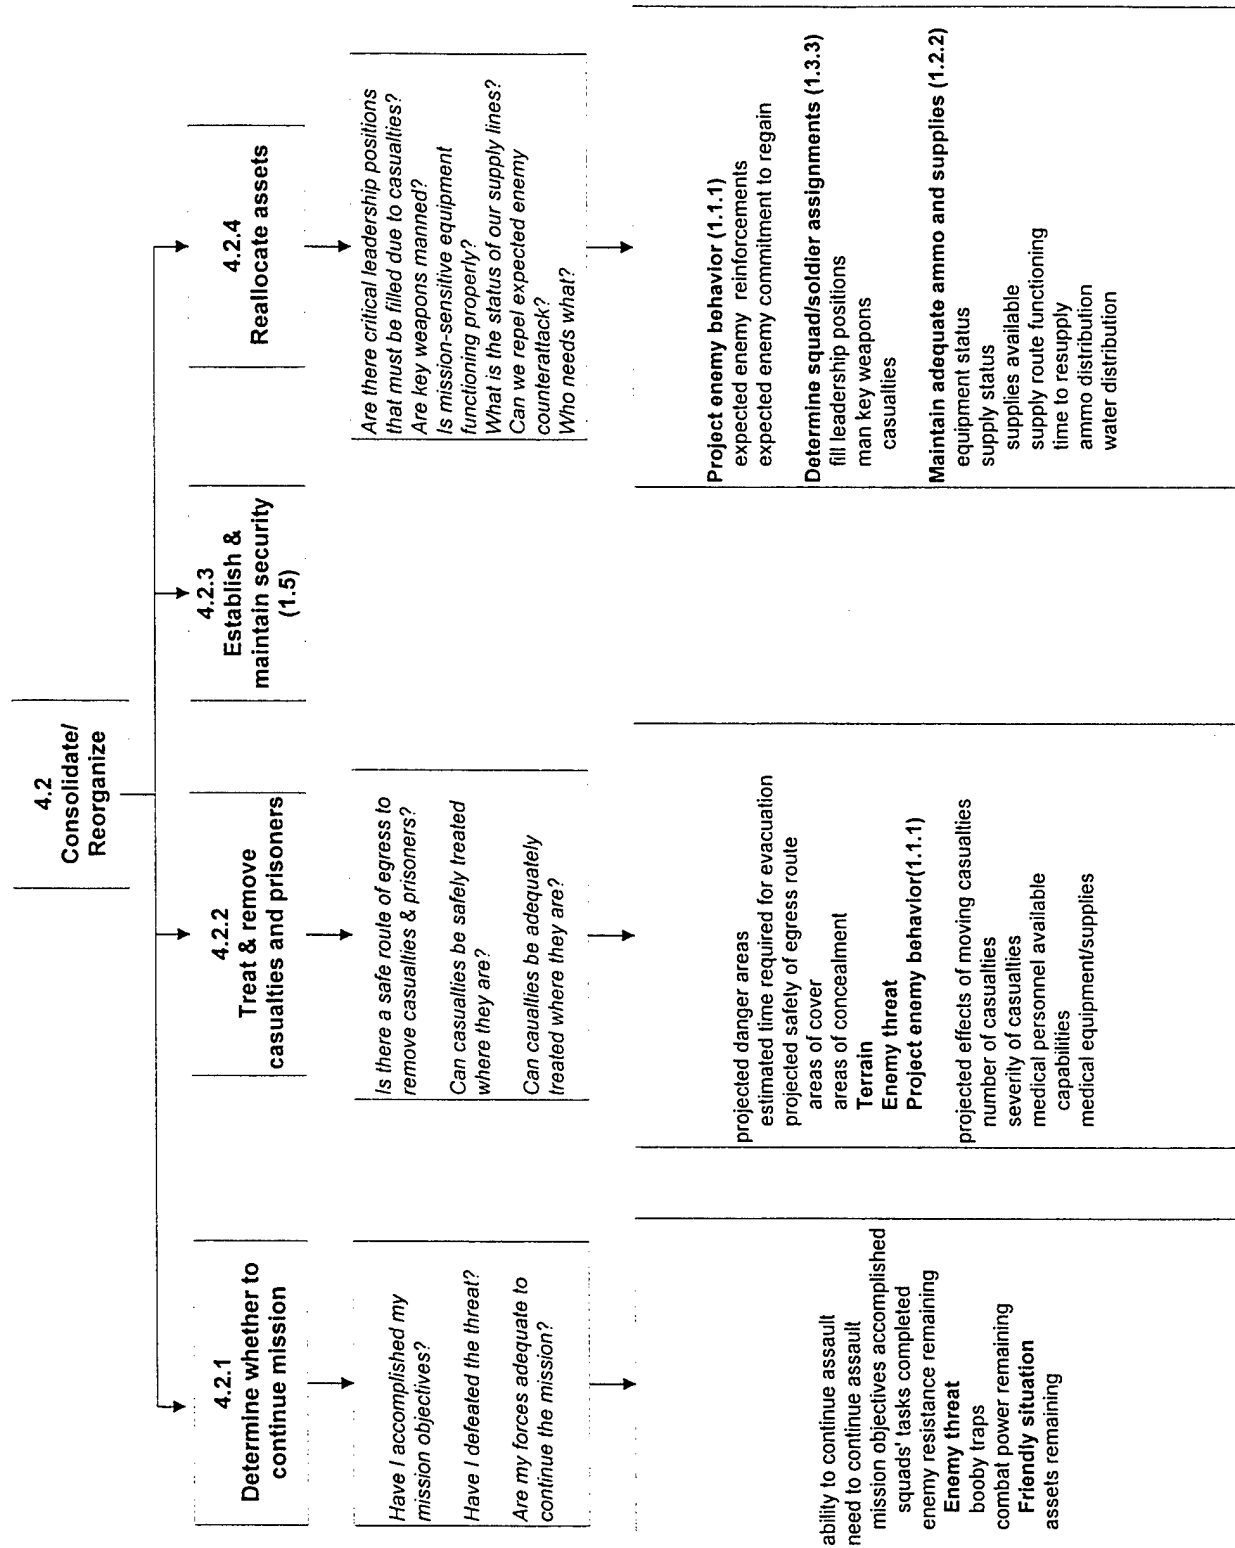 4.2
Consolidate/
Reorganize
4.2.1
Determine whether to
continue mission
Have I accomplished my
mission objectives?
Have I defeated the threat?
Are my forces adequate to
continue the mission?
ability to continue assault
need to continue assault
mission objectives accomplished
squads' tasks completed
enemy resistance remaining
Enemy threat
booby traps
combat power remaining
Friendly situation
assets remaining
4.2.2
Treat & remove
casualties and prisoners
Is there a safe route of egress to
remove casualties & prisoners?
Can casualties be safely treated
where they are?
Can caualties be adequately
treated where they are?
projected danger areas
estimated time required for evacuation
projected safety of egress route
areas of cover
areas of concealment
Terrain
Enemy threat
Project enemy behavior(1.1.1)
projected effects of moving casualties
number of casualties
severity of casualties
medical personnel available
capabilities
medical equipment/supplies
4.2.3
Establish &
maintain security
(1.5)
4.2.4
Reallocate assets
Are there critical leadership positions
that must be filled due to casualties?
Are key weapons manned?
Is mission-sensitive equipment
functioning properly?
What is the status of our supply lines?
Can we repel expected enemy
counterattack?
Who needs what?
Project enemy behavior (1.1.1)
expected enemy reinforcements
expected enemy commitment to regain
Determine squad/soldier assignments (1.3.3)
fill leadership positions
man key weapons
casualties
Maintain adequate ammo and supplies (1.2.2)
equipment status
supply status
supplies available
supply route functioning
time to resupply
ammo distribution
water distribution